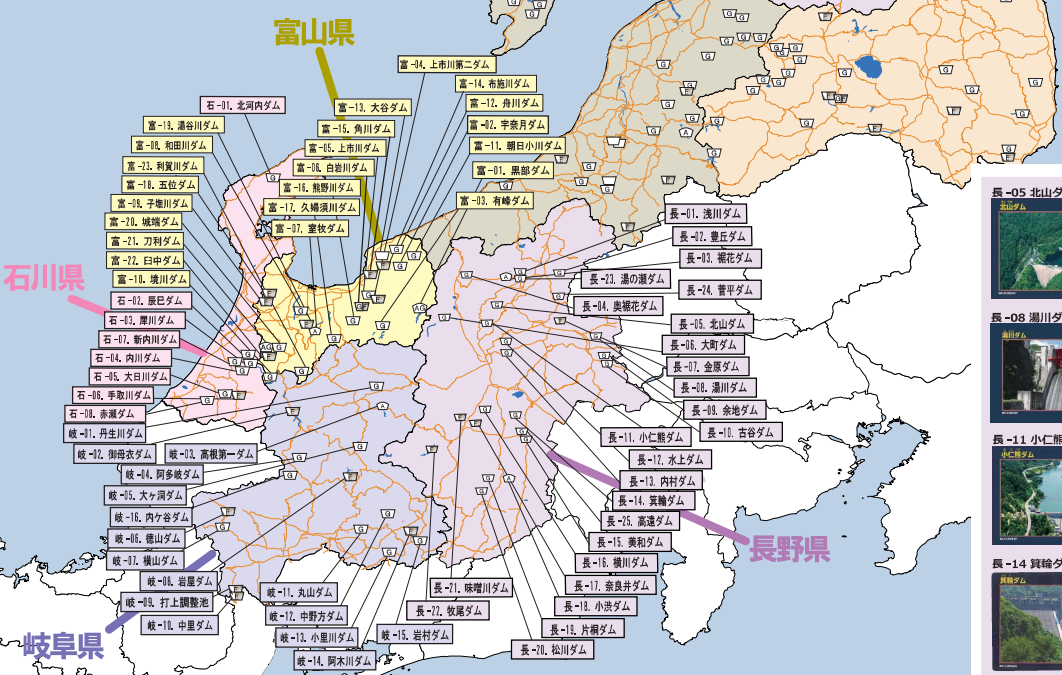 富山県
富-04. 上市川第二ダム
富-14. 布施川ダム
富-12. 舟川ダム
富-02. 宇奈月ダム
富-11. 朝日小川ダム
富-01. 黒部ダム
富-03. 有峰ダム
富-13. 大谷ダム
富-15. 角川ダム
富-05. 上市川ダム
富-06. 白岩川ダム
富-16. 熊野川ダム
富-17. 久婦須川ダム
富-07. 室牧ダム
石-01. 北河内ダム
富-19. 湯谷川ダム
富-08. 和田川ダム
富-23. 利賀川ダム
富-18. 五位ダム
富-09. 子撫川ダム
富-20. 城端ダム
富-21. 刀利ダム
富-22. 臼中ダム
富-10. 境川ダム
石川県
石-02. 辰巳ダム
石-03. 犀川ダム
石-07. 新内川ダム
石-04. 内川ダム
石-05. 大日川ダム
石-06. 手取川ダム
石-08. 赤瀬ダム
岐-01. 丹生川ダム
岐-02. 御母衣ダム
岐-03. 高根第一ダム
岐-04. 阿多岐ダム
岐-05. 大ヶ洞ダム
岐-16. 内ケ谷ダム
岐-06. 徳山ダム
岐-07. 横山ダム
岐-08. 岩屋ダム
岐-09. 打上調整池
岐-10. 中里ダム
岐阜県
岐-11. 丸山ダム
岐-12. 中野方ダム
岐-13. 小里川ダム
岐-14. 阿木川ダム
岐-15. 岩村ダム
長-01. 浅川ダム
長-02. 豊丘ダム
長-03. 裾花ダム
長-23. 湯の瀬ダム
長-24. 菅平ダム
長-04. 奥裾花ダム
長-05. 北山ダム
長-06. 大町ダム
長-07. 金原ダム
長-08. 湯川ダム
長-09. 余地ダム
長-10. 古谷ダム
長-11. 小仁熊ダム
長-12. 水上ダム
長-13. 内村ダム
長-14. 箕輪ダム
長-25. 高遠ダム
長-15. 美和ダム
長-16. 横川ダム
長-17. 奈良井ダム
長-18. 小渋ダム
長-19. 片桐ダム
長-20. 松川ダム
長-21. 味噌川ダム
長-22. 牧尾ダム
長野県
長-05 北山ダ
北山ダム
長-08 湯川ダ
湯川ダム
長-11 小仁熊
小仁熊ダム
長-14 箕輪ダ
箕輪ダム